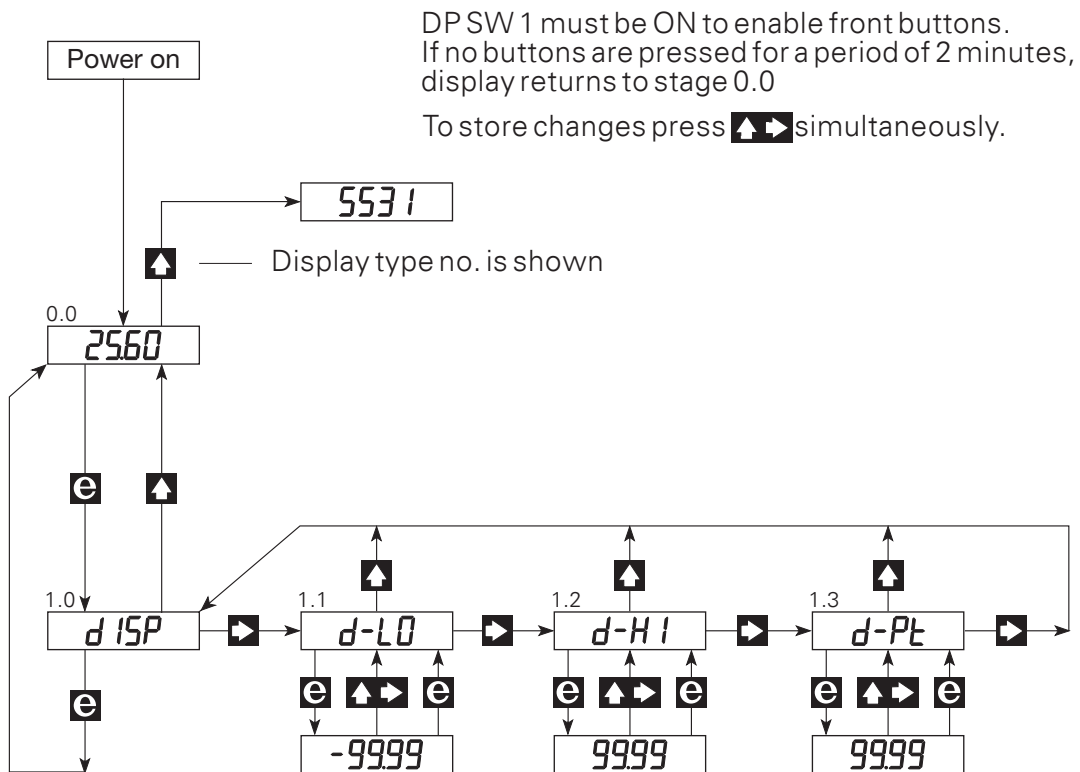 DP SW 1 must be ON to enable front buttons.
If no buttons are pressed for a period of 2 minutes,
display returns to stage 0.0
To store changes press simultaneously.
Power on
5531
Display type no. is shown
0.0
25.60
e
1.0
dISP
1.1
d-LO
1.2
d-HI
1.3
d-Pt
e
e
e
e
e
e
e
-99.99
99.99
99.99